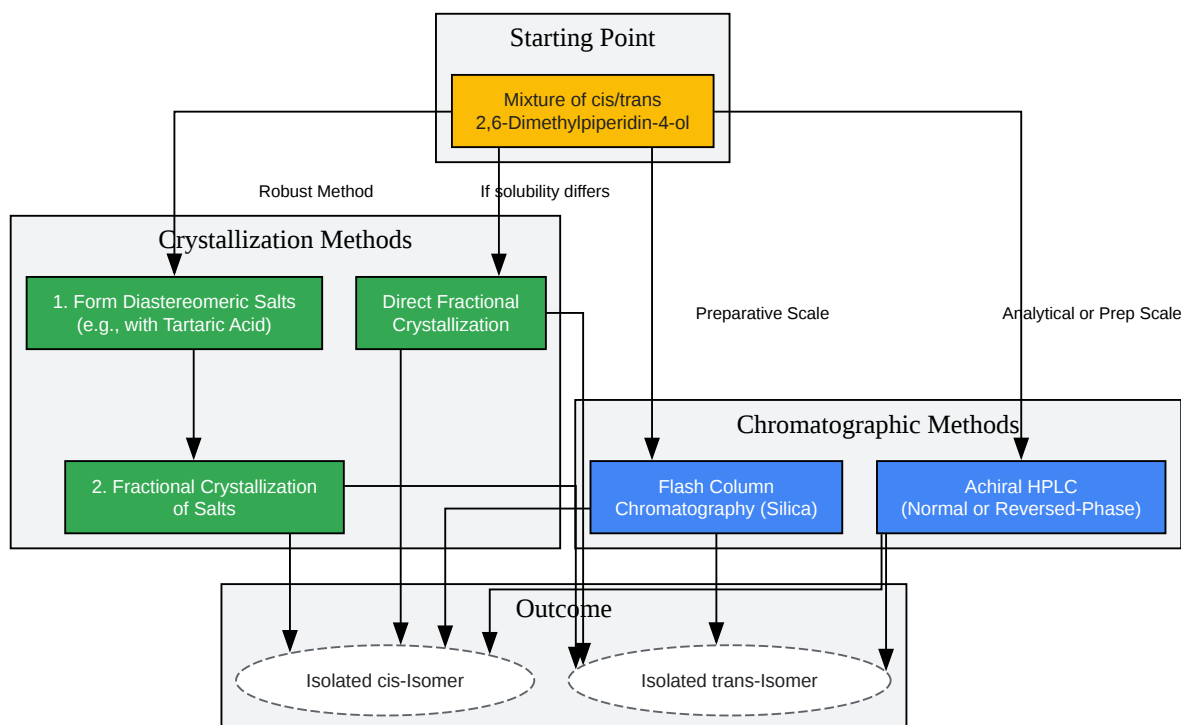 Starting Point
Mixture of cis/trans
2,6-Dimethylpiperidin-4-ol
Robust Method
If solubility differs
Crystallization Methods
1. Form Diastereomeric Salts
(e.g., with Tartaric Acid)
Direct Fractional
Crystallization
Preparative Scale
Analytical or Prep Scale
Chromatographic Methods
2. Fractional Crystallization
of Salts
Flash Column
Chromatography (Silica)
Achiral HPLC
(Normal or Reversed-Phase)
Outcome
Isolated cis-Isomer
Isolated trans-Isomer